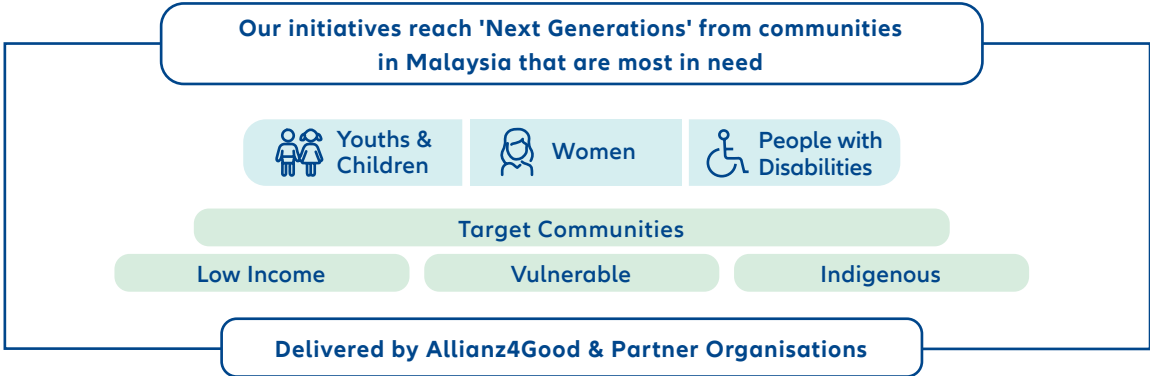 Our initiatives reach 'Next Generations' from communities
in Malaysia that are most in need
Youths &
Children
Women
People with
Disabilities
Target Communities
Low Income
Vulnerable
Indigenous
Delivered by Allianz4Good & Partner Organisations